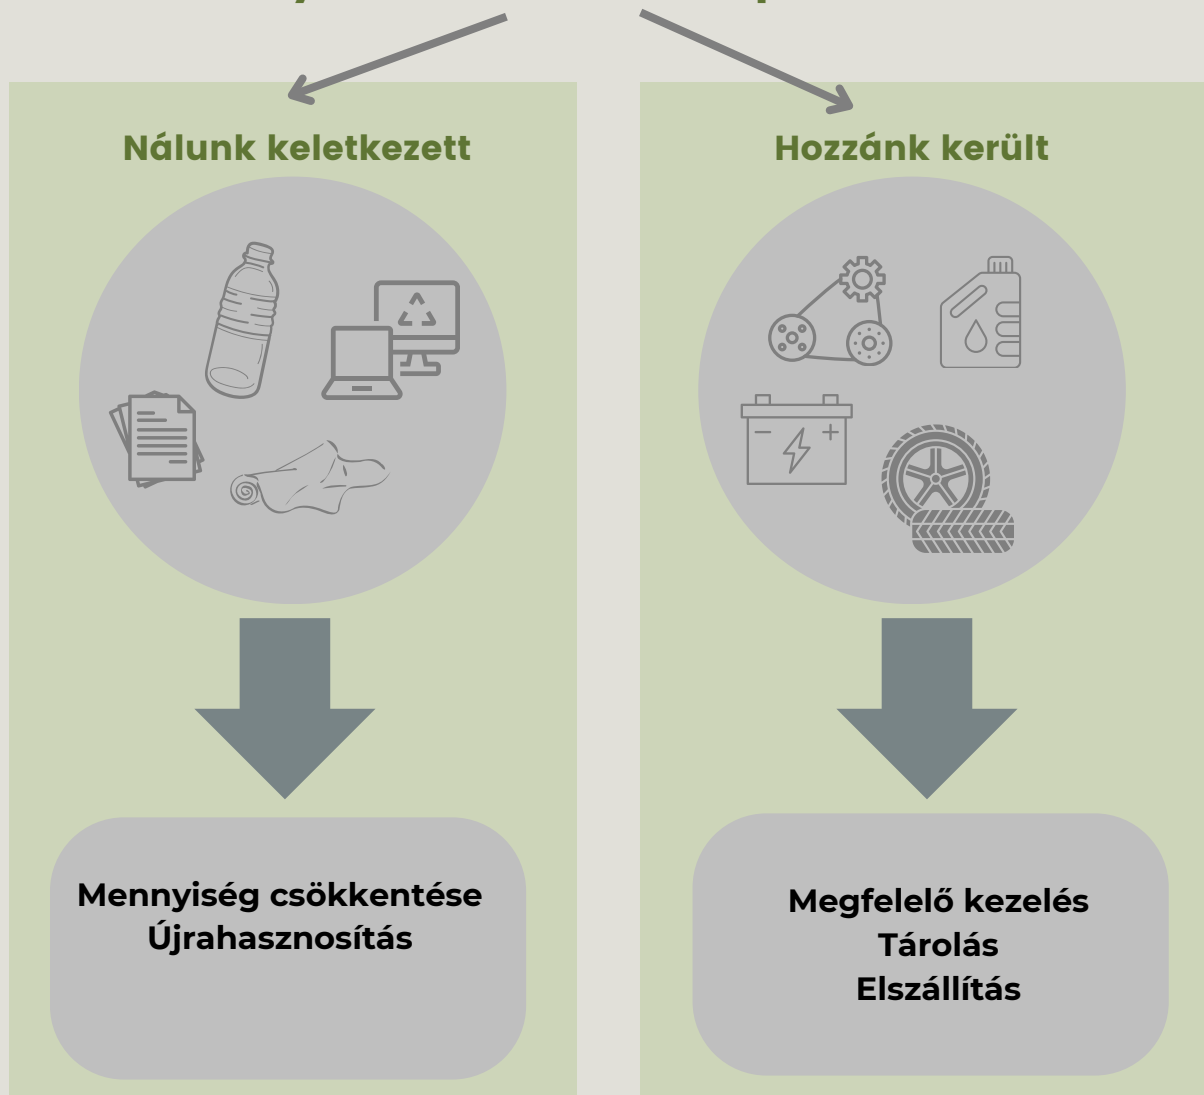 Nálunk keletkezett
Hozzánk került
Mennyiség csökkentése
Újrahasznosítás
Megfelelő kezelés
Tárolás
Elszállítás